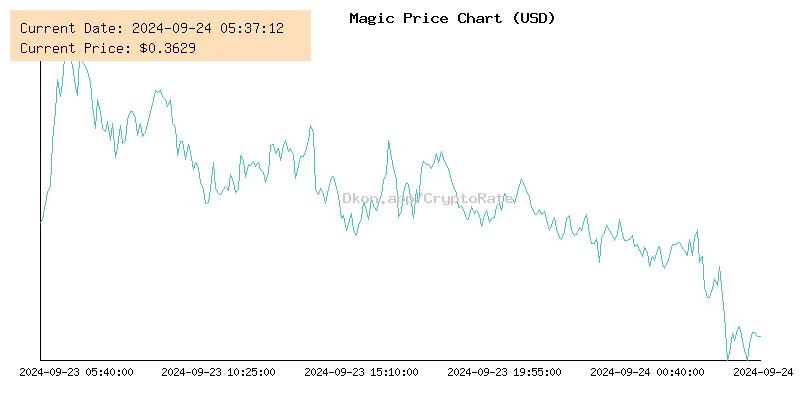 Magic Price Chart (USD)
Current Date: 2024-09-24 05:37:12
Current Price: $0.3629
Dkon.app/CryptoRate
2024-09-23 05:40:00 2024-09-23 10:25:00 2024-09-23 15:10:00 2024-09-23 19:55:00 2024-09-24 00:40:00 2024-09-24